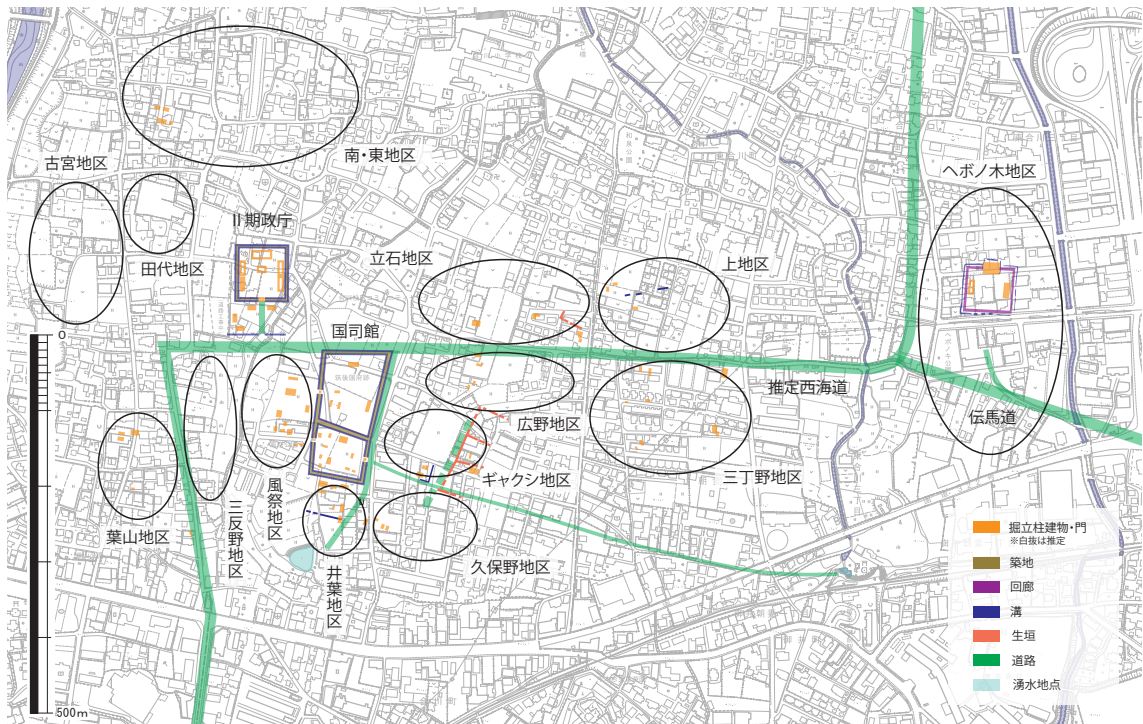 南・東地区
古宮地区
田代地区
Ⅱ期政庁
立石地区
上地区
ヘボノ木地区
国司館
筑後国府跡
推定西海道
伝馬道
広野地区
ギャクシ地区
三丁野地区
葉山地区
三反野地区
風祭地区
井葉地区
久保野地区
0
500m
掘立柱建物・門
※白抜は推定
築地
回廊
溝
生垣
道路
湧水地点